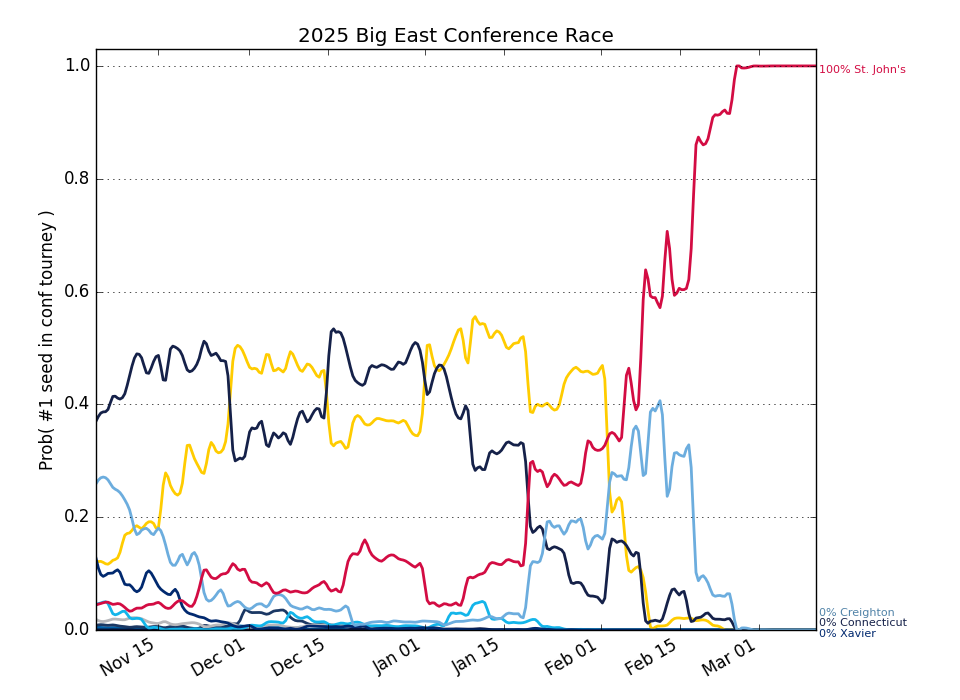 2025 Big East Conference Race
1.0
0.8
0.6
0.4
0.2
0.0
Prob( #1 seed in conf tourney )
100% St. John's
0% Creighton
0% Connecticut
0% Xavier
Nov 15
Dec 01
Dec 15
Jan 01
Jan 15
Feb 01
Feb 15
Mar 01